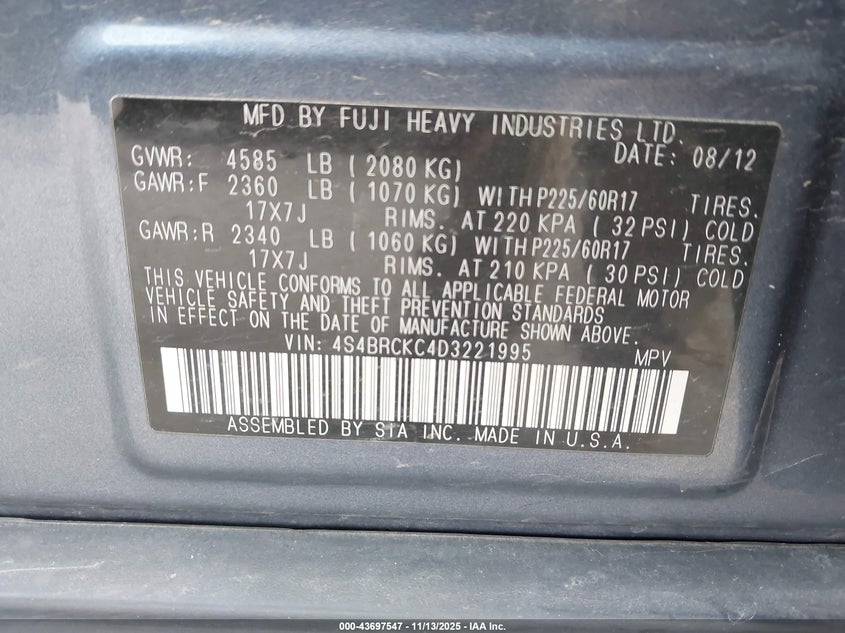 MFD BY FUJI HEAVY INDUSTRIES LTD.
DATE: 08/12
GVWR: 4585 LB ( 2080 KG)
GAWR:F 2360 LB ( 1070 KG) WITH P225/60R17 TIRES.
17X7J RIMS. AT 220 KPA ( 32 PSI) COLD
GAWR:R 2340 LB ( 1060 KG) WITH P225/60R17 TIRES.
17X7J RIMS. AT 210 KPA ( 30 PSI) COLD
THIS VEHICLE CONFORMS TO ALL APPLICABLE FEDERAL MOTOR
VEHICLE SAFETY AND THEFT PREVENTION STANDARDS
IN EFFECT ON THE DATE OF MANUFACTURE SHOWN ABOVE.
VIN: 4S4BRCKC4D3221995 MPV
ASSEMBLED BY SIA INC. MADE IN U.S.A.
000-43697547 - 11/13/2025 - IAA Inc.